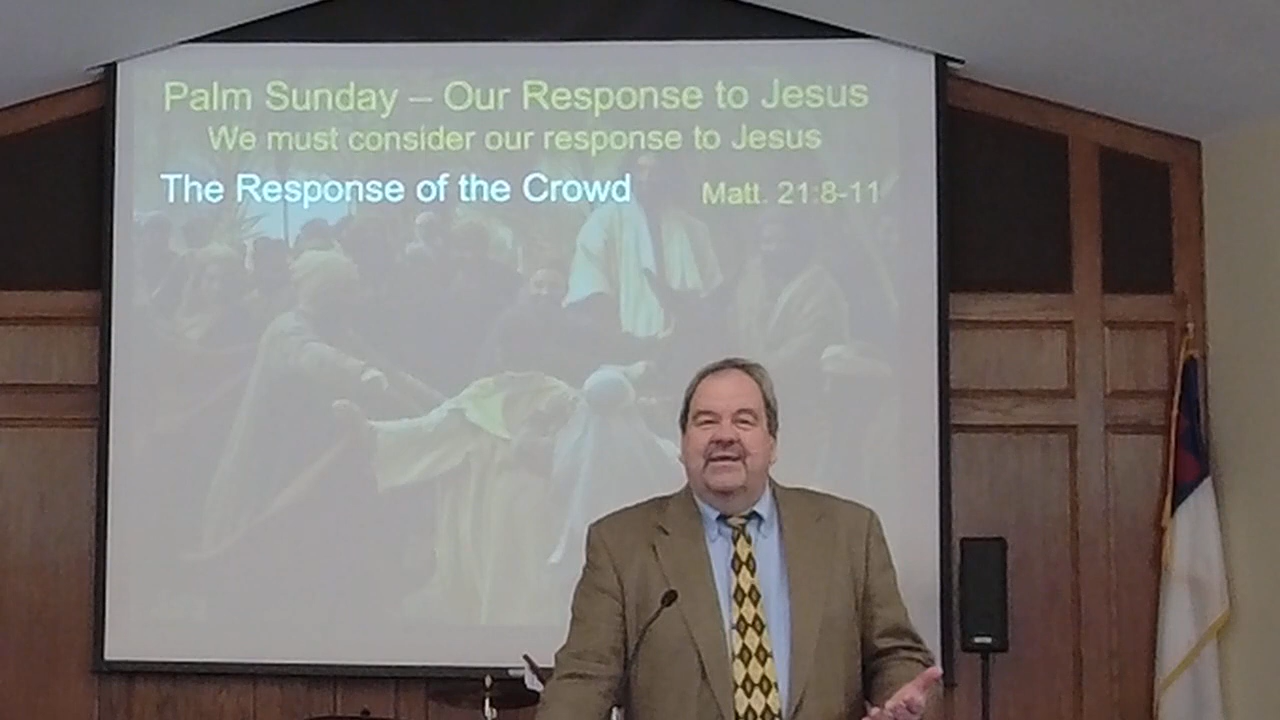 Palm Sunday – Our Response to Jesus
We must consider our response to Jesus
The Response of the Crowd Matt. 21:8-11